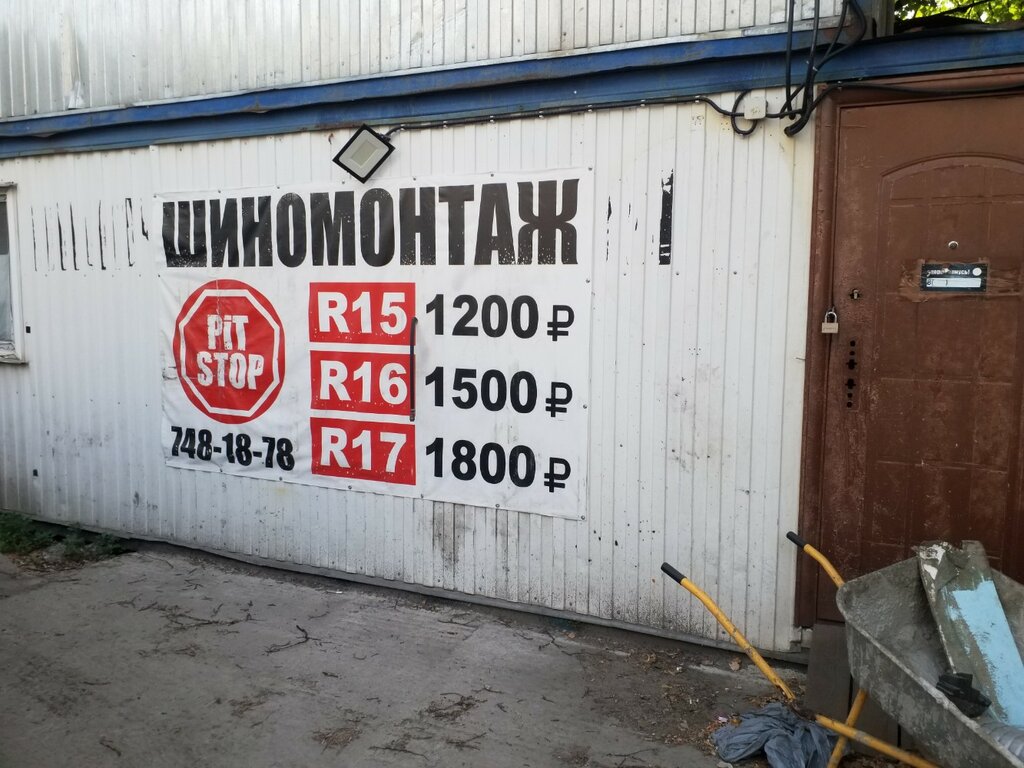 ШИНОМОНТАЖ
PiT
STOP
748-18-78
R15 1200 ₽
R16 1500 ₽
R17 1800 ₽